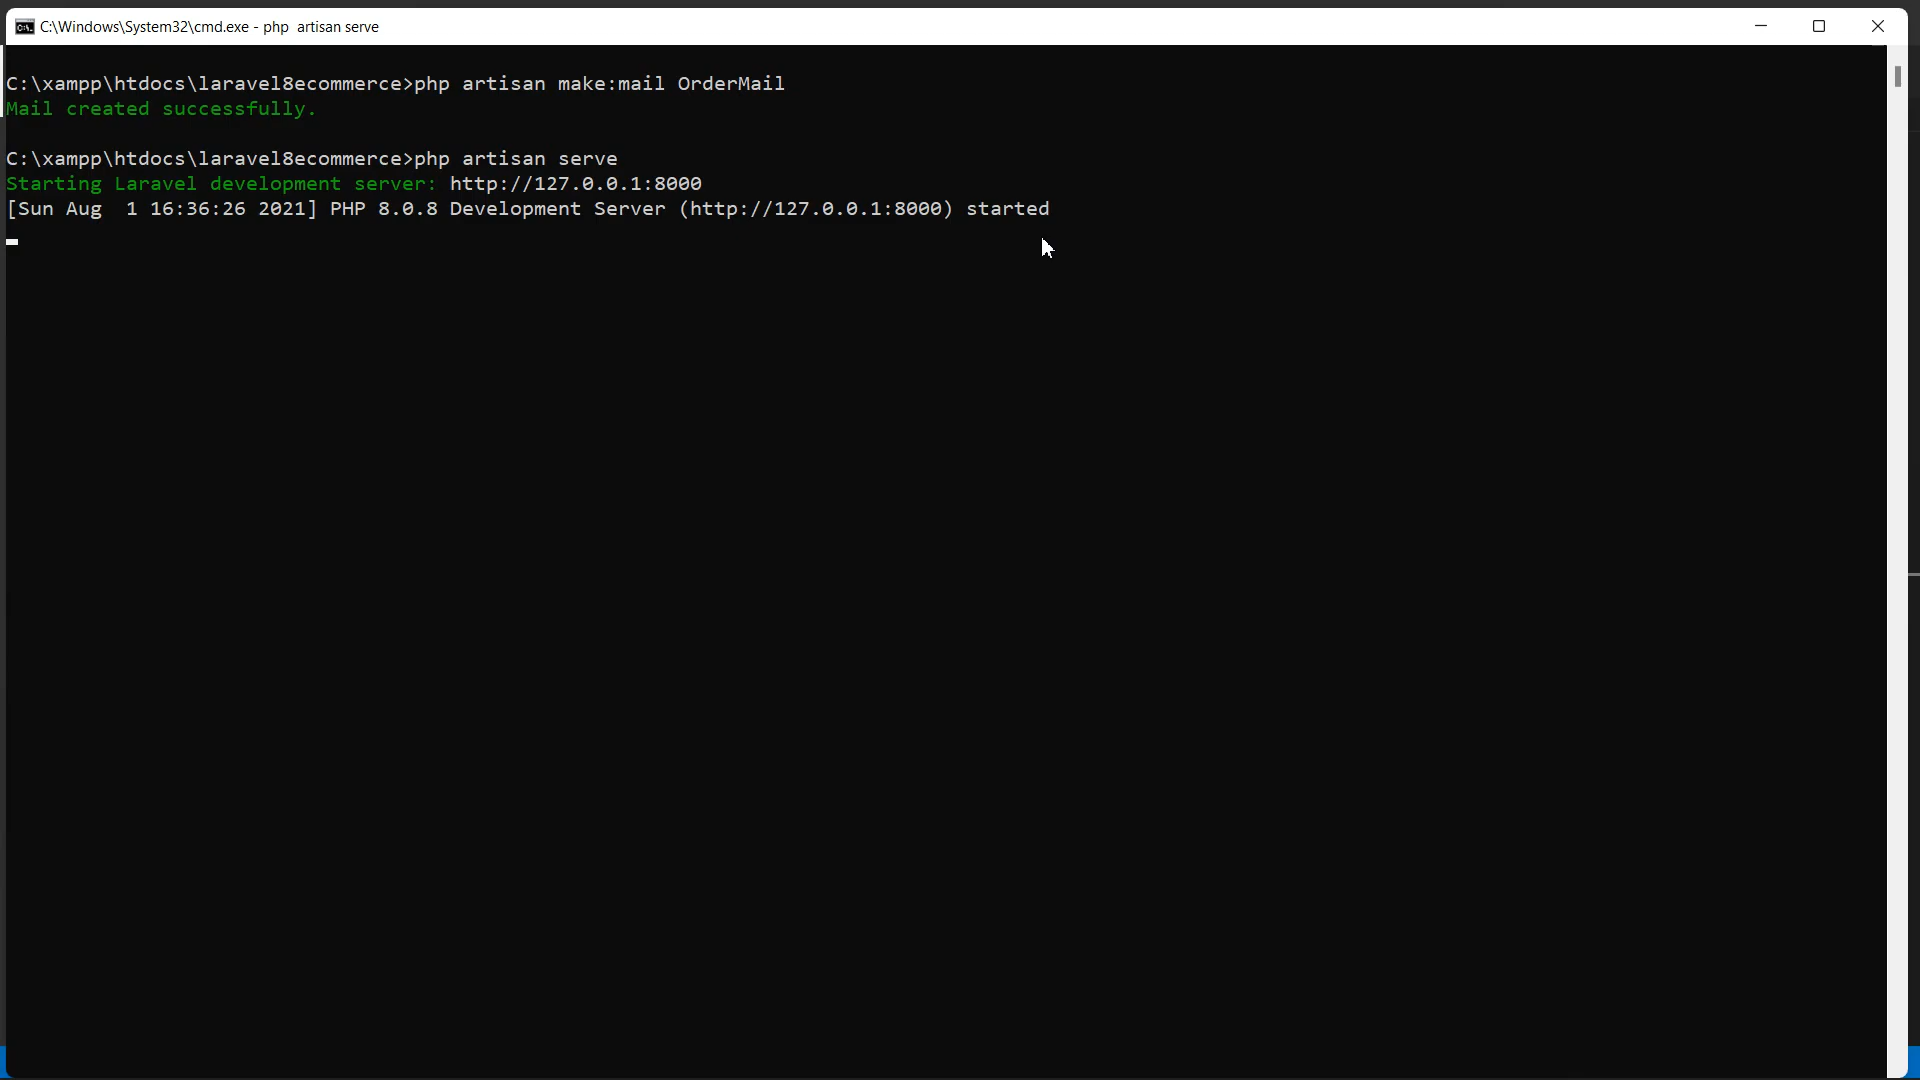 C:\Windows\System32\cmd.exe - php  artisan serve
C:\xampp\htdocs\laravel8ecommerce>php artisan make:mail OrderMail
Mail created successfully.
C:\xampp\htdocs\laravel8ecommerce>php artisan serve
Starting Laravel development server: http://127.0.0.1:8000
[Sun Aug  1 16:36:26 2021] PHP 8.0.8 Development Server (http://127.0.0.1:8000) started